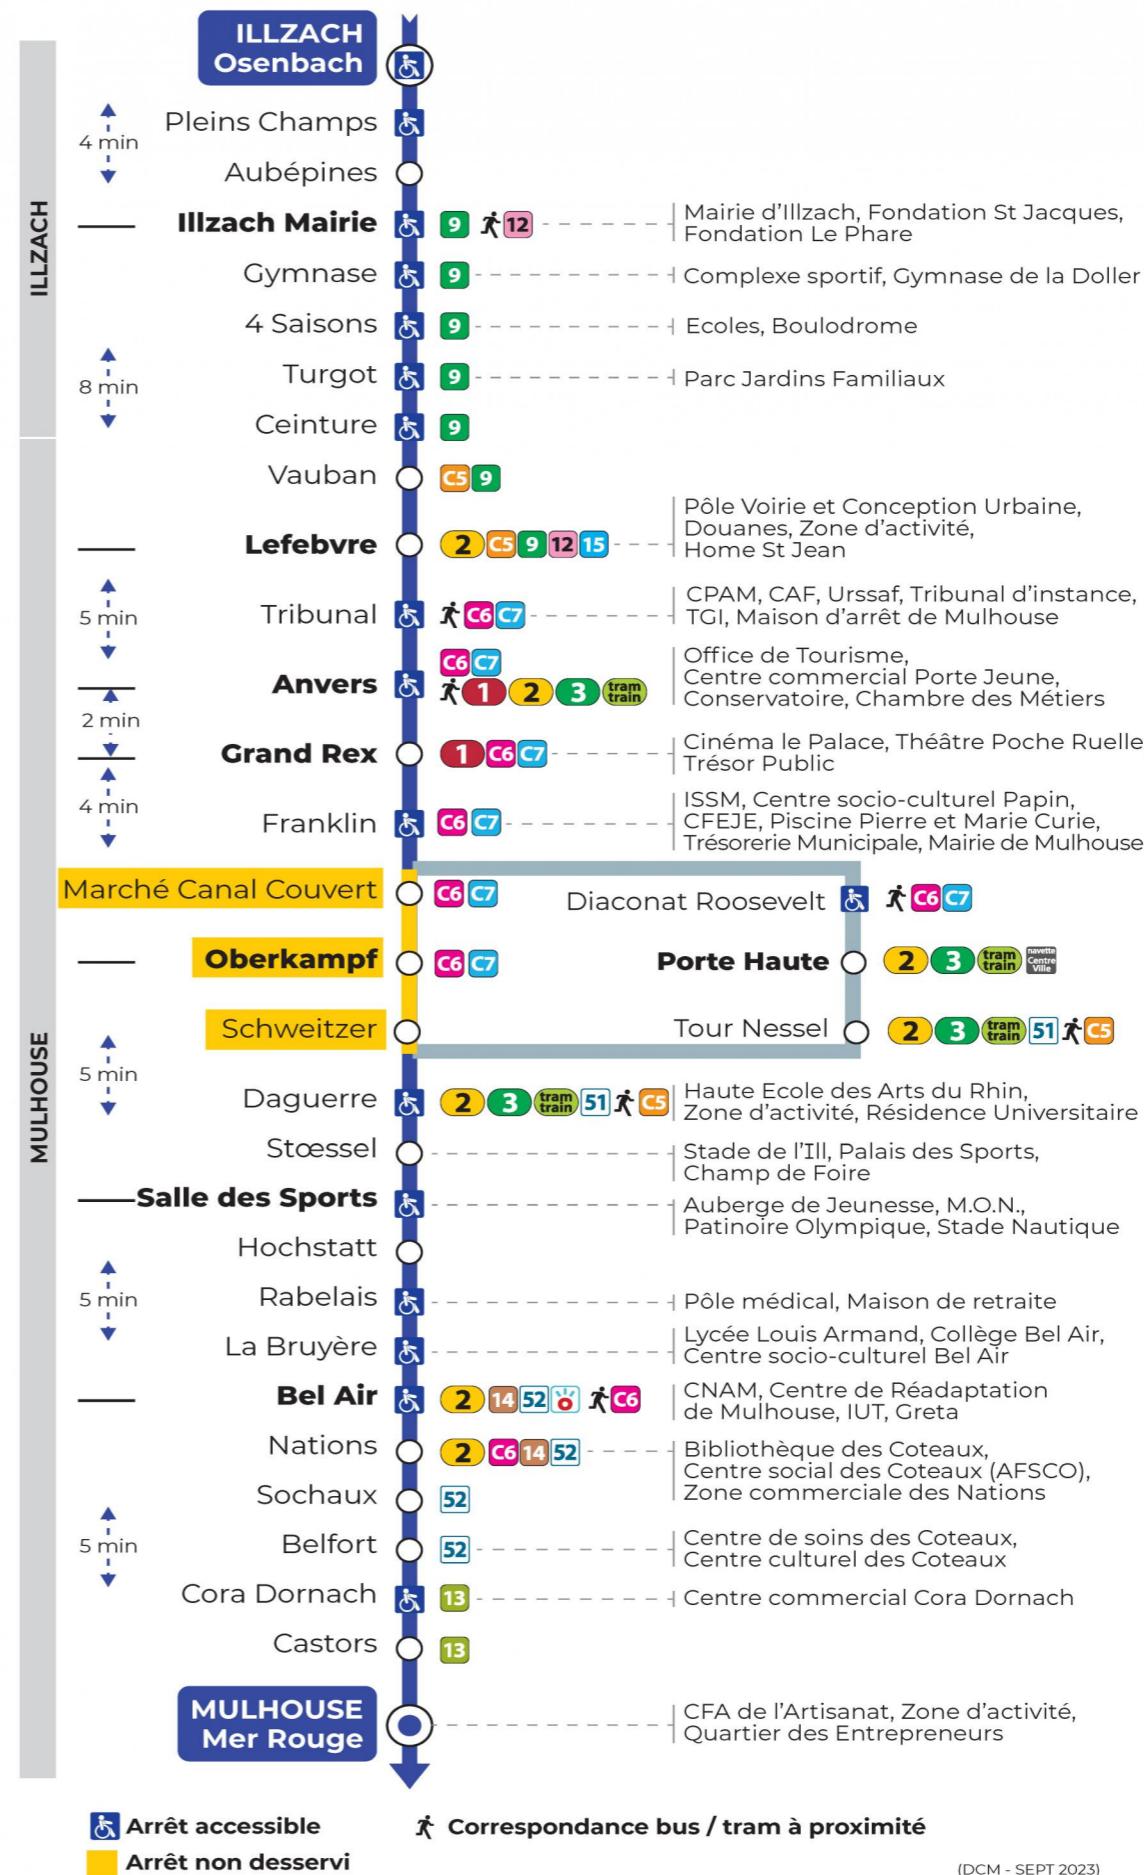 ILLZACH
Osenbach
Pleins Champs
4 min
Aubépines
ILLZACH
Illzach Mairie 9 12 Mairie d'Illzach, Fondation St Jacques,
Fondation Le Phare
Gymnase 9 Complexe sportif, Gymnase de la Doller
4 Saisons 9 Ecoles, Boulodrome
Turgot 9 Parc Jardins Familiaux
8 min
Ceinture 9
Vauban C5 9
Lefebvre 2 C5 9 12 15 Pôle Voirie et Conception Urbaine,
Douanes, Zone d'activité,
Home St Jean
5 min
Tribunal C6 C7 CPAM, CAF, Urssaf, Tribunal d'instance,
TGI, Maison d'arrêt de Mulhouse
C6 C7
Anvers 1 2 3 tram train Office de Tourisme,
Centre commercial Porte Jeune,
Conservatoire, Chambre des Métiers
2 min
Grand Rex 1 C6 C7 Cinéma le Palace, Théâtre Poche Ruelle
Trésor Public
4 min
Franklin C6 C7 ISSM, Centre socio-culturel Papin,
CFEJE, Piscine Pierre et Marie Curie,
Trésorerie Municipale, Mairie de Mulhouse
Marché Canal Couvert C6 C7
Diaconat Roosevelt C6 C7
Oberkampf C6 C7
Porte Haute 2 3 tram train navette Centre Ville
Schweitzer
Tour Nessel 2 3 tram train 51 C5
MULHOUSE
5 min
Daguerre 2 3 tram train 51 C5 Haute Ecole des Arts du Rhin,
Zone d'activité, Résidence Universitaire
Stœssel Stade de l'Ill, Palais des Sports,
Champ de Foire
Salle des Sports Auberge de Jeunesse, M.O.N.,
Patinoire Olympique, Stade Nautique
Hochstatt
5 min
Rabelais Pôle médical, Maison de retraite
La Bruyère Lycée Louis Armand, Collège Bel Air,
Centre socio-culturel Bel Air
Bel Air 2 14 52 C6 CNAM, Centre de Réadaptation
de Mulhouse, IUT, Greta
Nations 2 C6 14 52 Bibliothèque des Coteaux,
Centre social des Coteaux (AFSCO),
Zone commerciale des Nations
Sochaux 52
5 min
Belfort 52 Centre de soins des Coteaux,
Centre culturel des Coteaux
Cora Dornach 13 Centre commercial Cora Dornach
Castors 13
MULHOUSE
Mer Rouge
CFA de l'Artisanat, Zone d'activité,
Quartier des Entrepreneurs
Arrêt accessible
Correspondance bus / tram à proximité
Arrêt non desservi
(DCM - SEPT 2023)